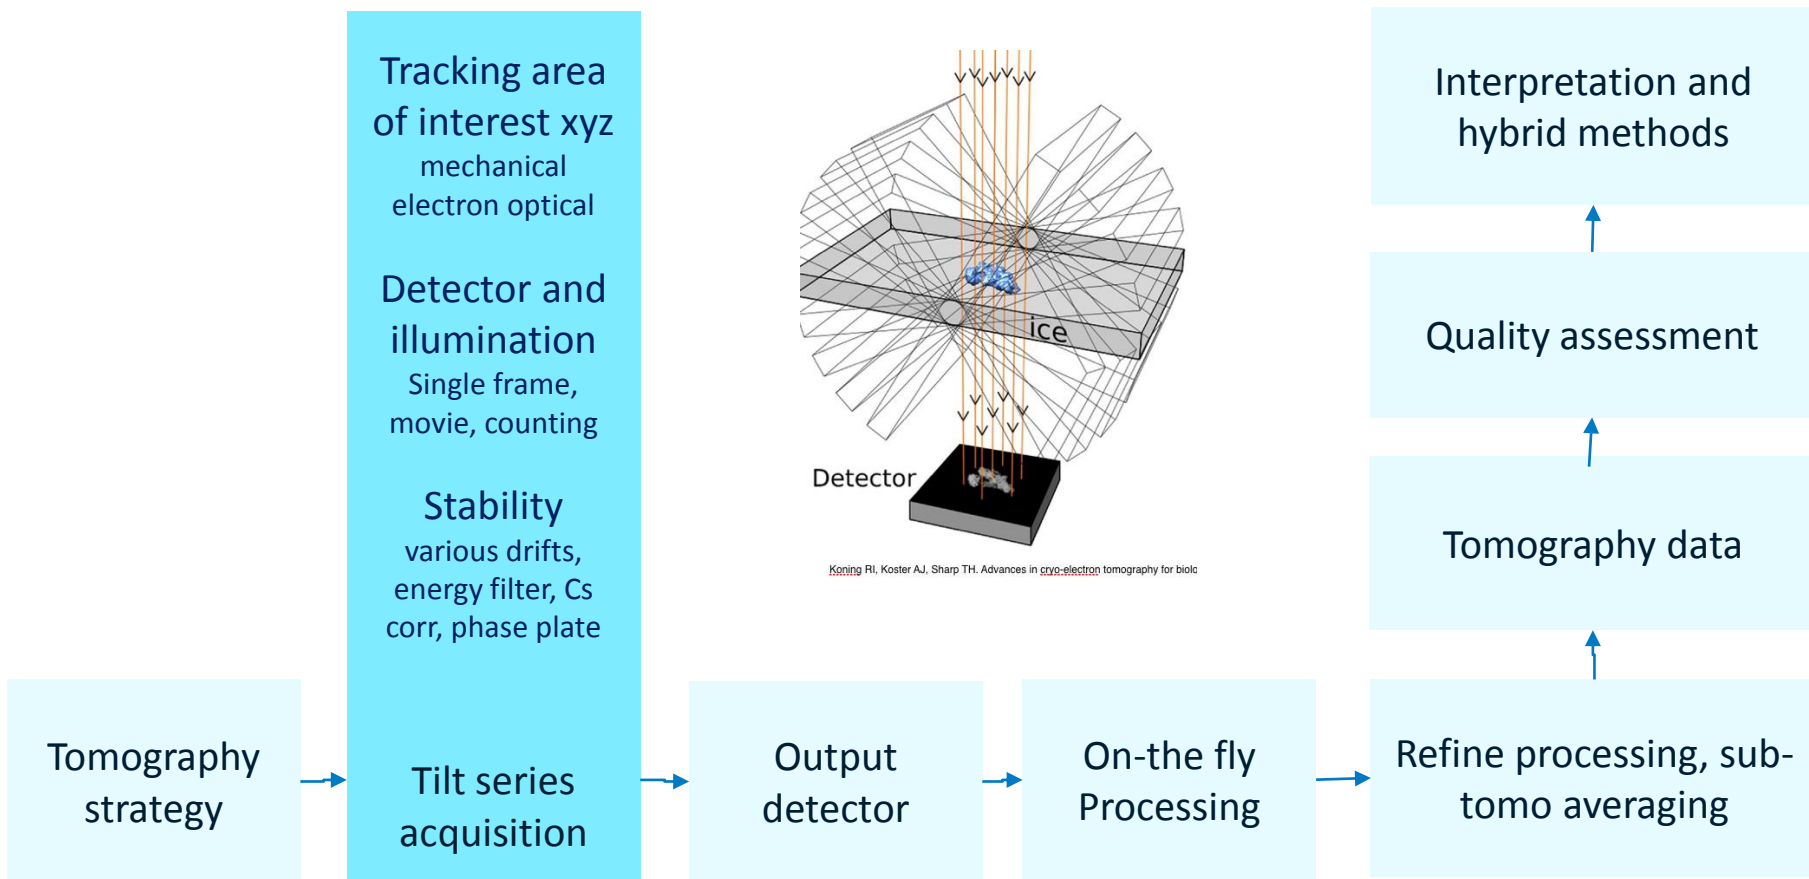 Tracking area
of interest xyz
mechanical
electron optical
Detector and
illumination
Single frame,
movie, counting
Stability
various drifts,
energy filter, Cs
corr, phase plate
Tilt series
acquisition
Tomography
strategy
ice
Detector
Koning RI, Koster AJ, Sharp TH. Advances in cryo-electron tomography for biolc
Output
detector
On-the fly
Processing
Refine processing, sub-
tomo averaging
Tomography data
Quality assessment
Interpretation and
hybrid methods